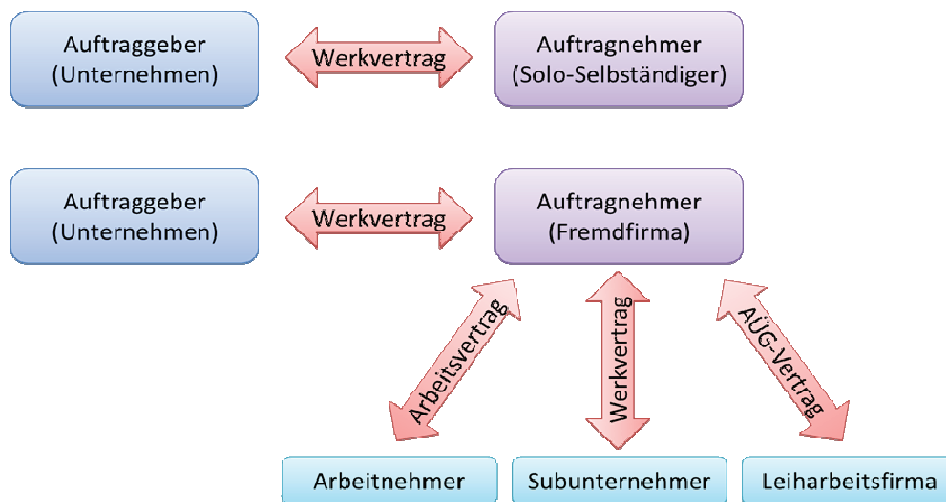 Auftraggeber
(Unternehmen)
Werkvertrag
Auftragnehmer
(Solo-Selbständiger)
Auftraggeber
(Unternehmen)
Werkvertrag
Auftragnehmer
(Fremdfirma)
Arbeitsvertrag
Werkvertrag
AÜG-Vertrag
Arbeitnehmer
Subunternehmer
Leiharbeitsfirma